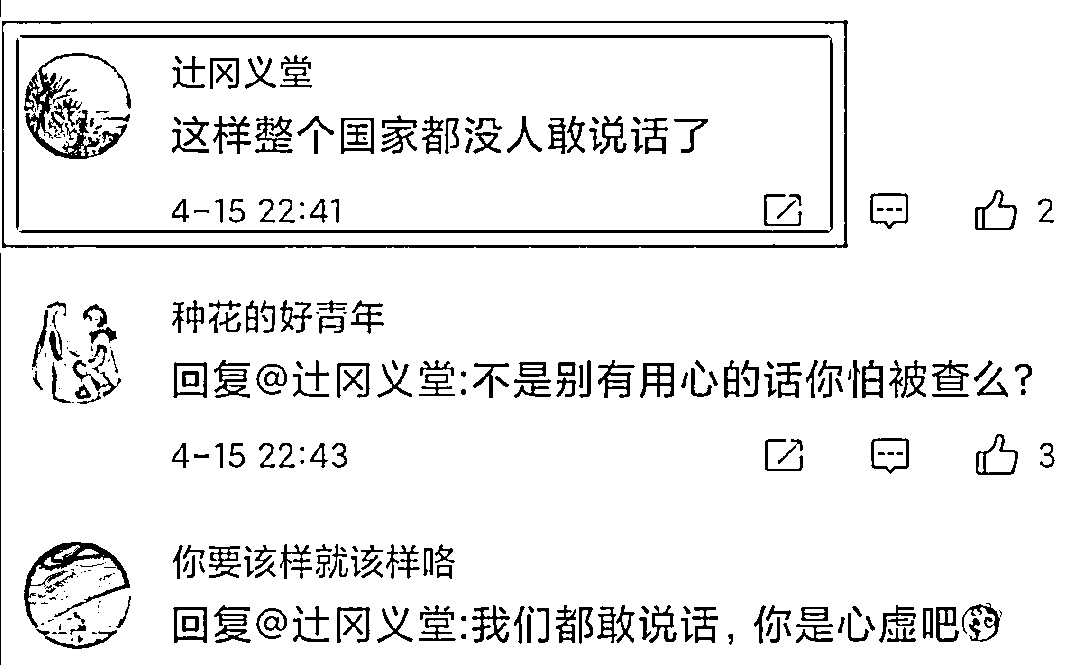 辻冈义堂
这样整个国家都没人敢说话了
4-15 22:41
2
种花的好青年
回复@辻冈义堂:不是别有用心的话你怕被查么?
4-15 22:43
3
你要该样就该样咯
回复@辻冈义堂:我们都敢说话，你是心虚吧